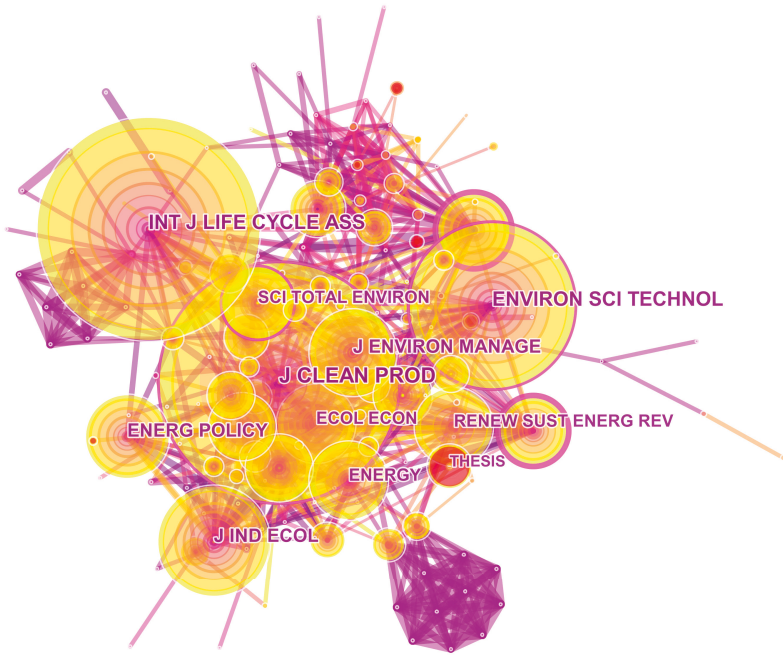 INT J LIFE CYCLE ASS
SCI TOTAL ENVIRON
ENVIRON SCI TECHNOL
J ENVIRON MANAGE
J CLEAN PROD
ECOL ECON
RENEW SUST ENERG REV
ENERG POLICY
THESIS
ENERGY
J IND ECOL